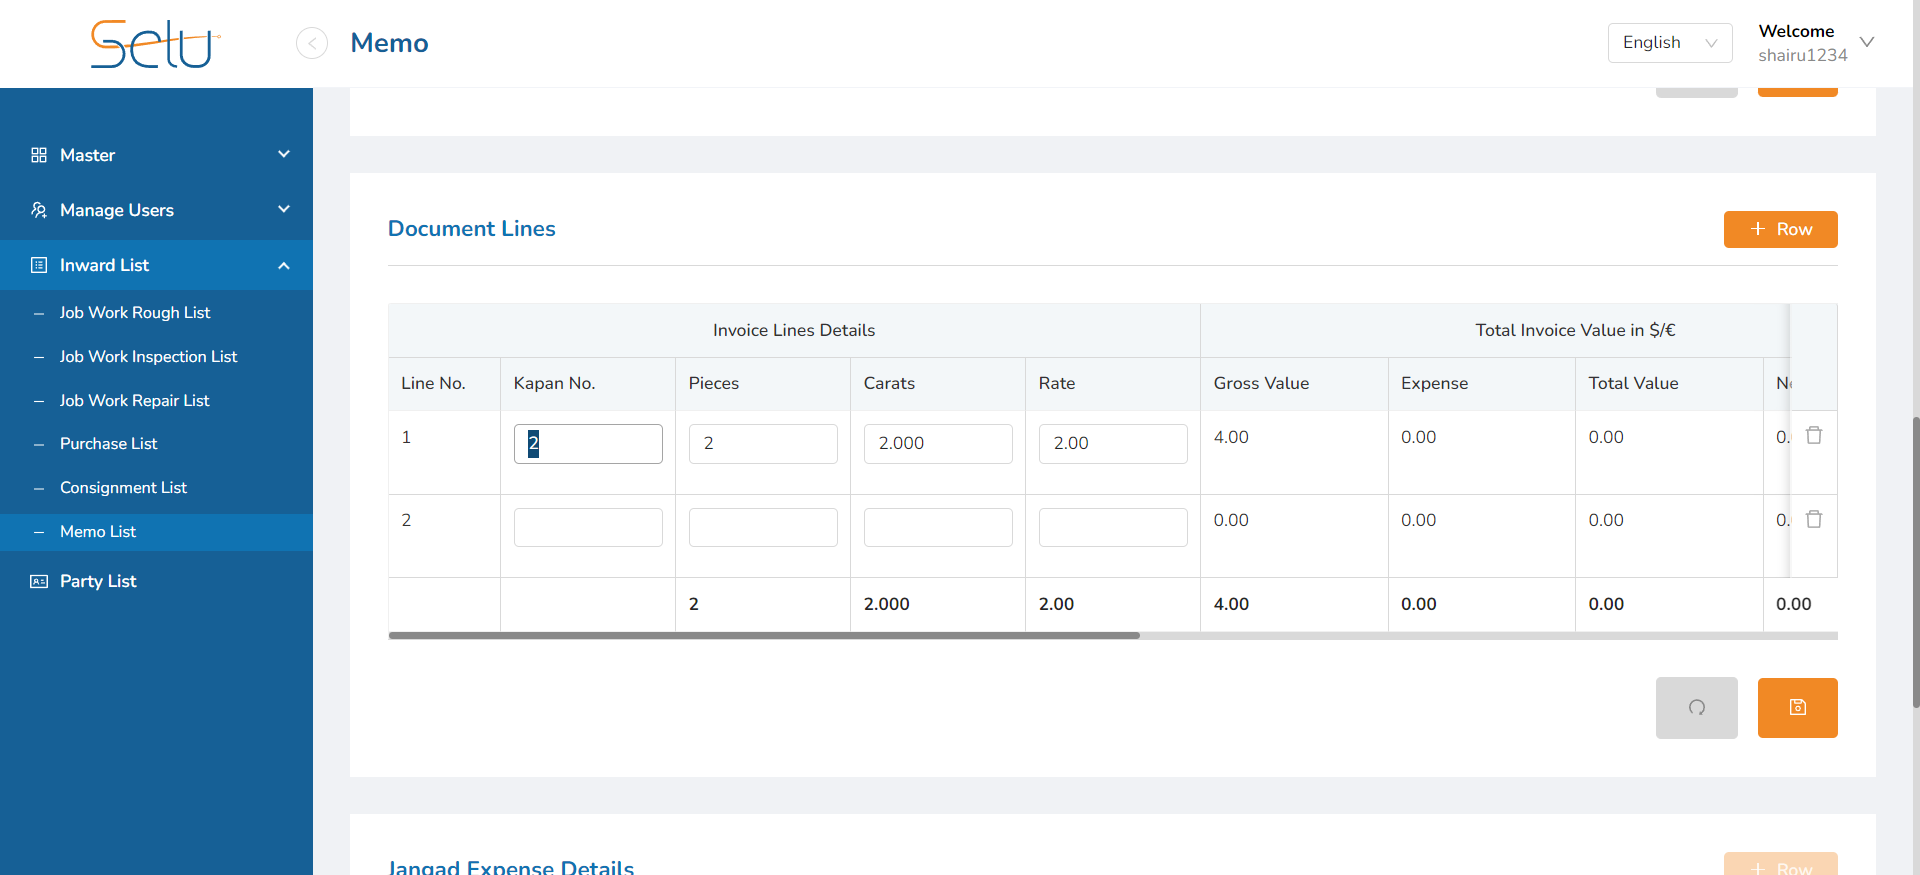 Setu
Memo
English
Welcome
shairu1234
Master
Manage Users
Inward List
Job Work Rough List
Job Work Inspection List
Job Work Repair List
Purchase List
Consignment List
Memo List
Party List
Document Lines
+ Row
Invoice Lines Details
Total Invoice Value in $/€
Line No. Kapan No. Pieces Carats Rate Gross Value Expense Total Value
1 2 2 2.000 2.00 4.00 0.00 0.00 0.
2 0.00 0.00 0.00 0.
2 2.000 2.00 4.00 0.00 0.00 0.00
Jangad Expense Details
+ Row